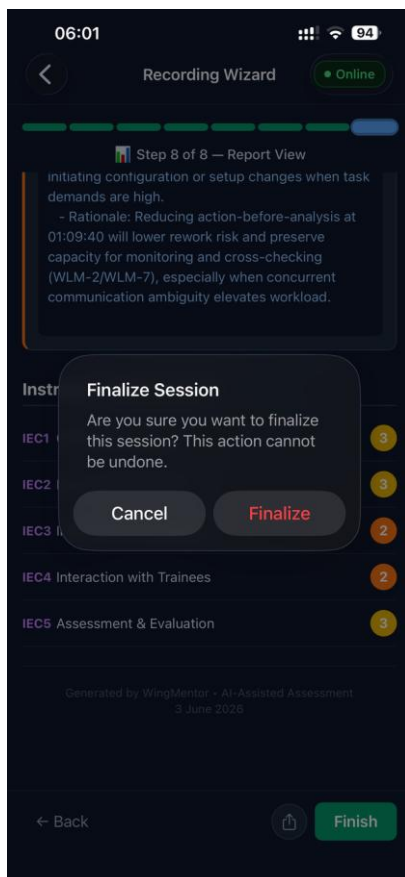 06:01
94
Recording Wizard
Online
Step 8 of 8 — Report View
initiating configuration or setup changes when task
demands are high.
- Rationale: Reducing action-before-analysis at
01:09:40 will lower rework risk and preserve
capacity for monitoring and cross-checking
(WLM-2/WLM-7), especially when concurrent
communication ambiguity elevates workload.
Instr
Finalize Session
Are you sure you want to finalize
this session? This action cannot
be undone.
Cancel
Finalize
IEC1
3
IEC2
3
IEC3
2
IEC4 Interaction with Trainees
2
IEC5 Assessment & Evaluation
3
Generated by WingMentor • AI-Assisted Assessment
3 June 2026
← Back
Finish